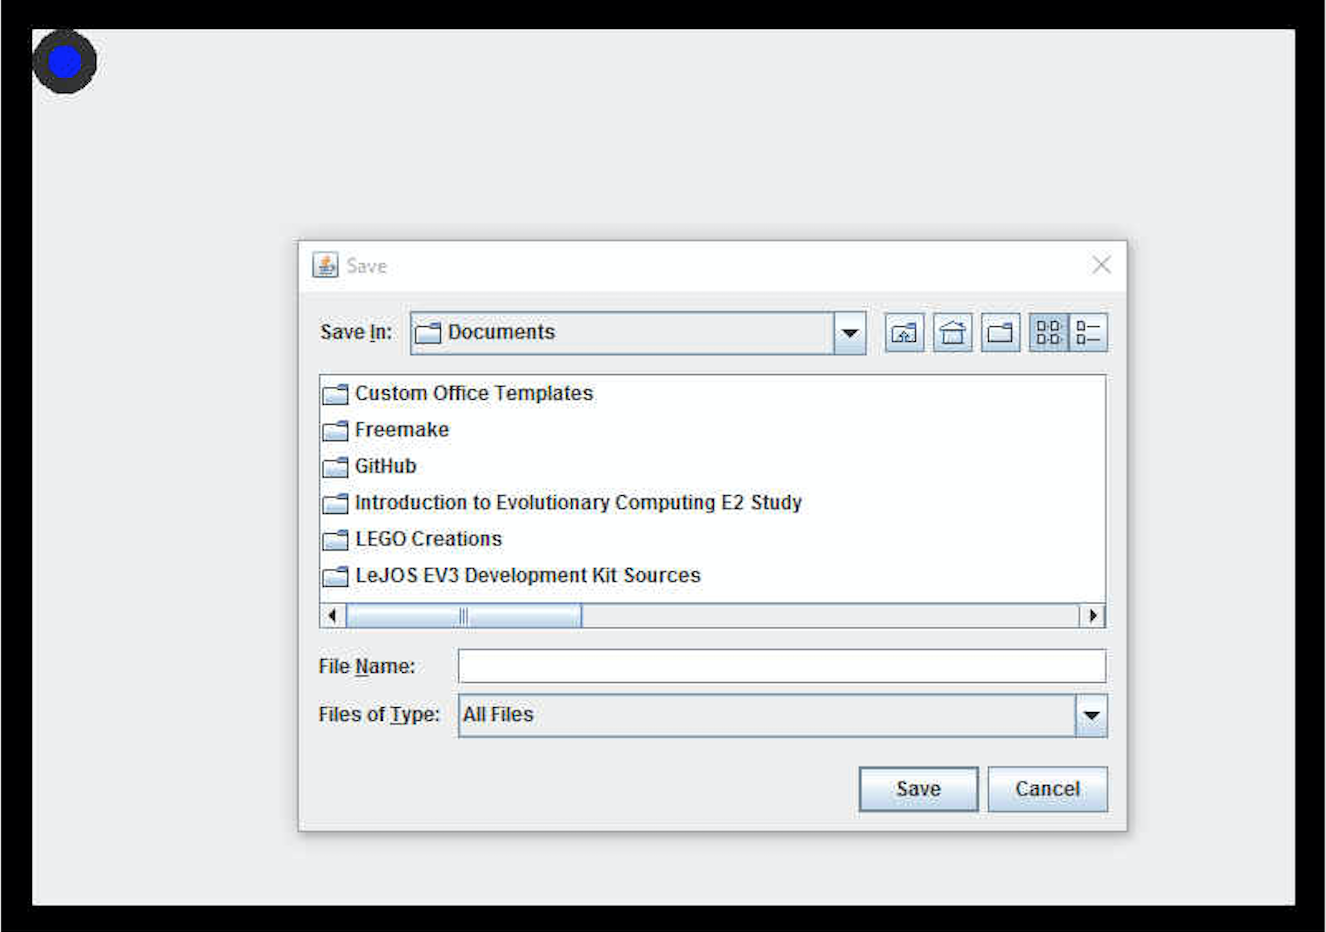 Save
Save In: Documents
Custom Office Templates
Freemake
GitHub
Introduction to Evolutionary Computing E2 Study
LEGO Creations
LeJOS EV3 Development Kit Sources
File Name:
Files of Type: All Files
Save Cancel